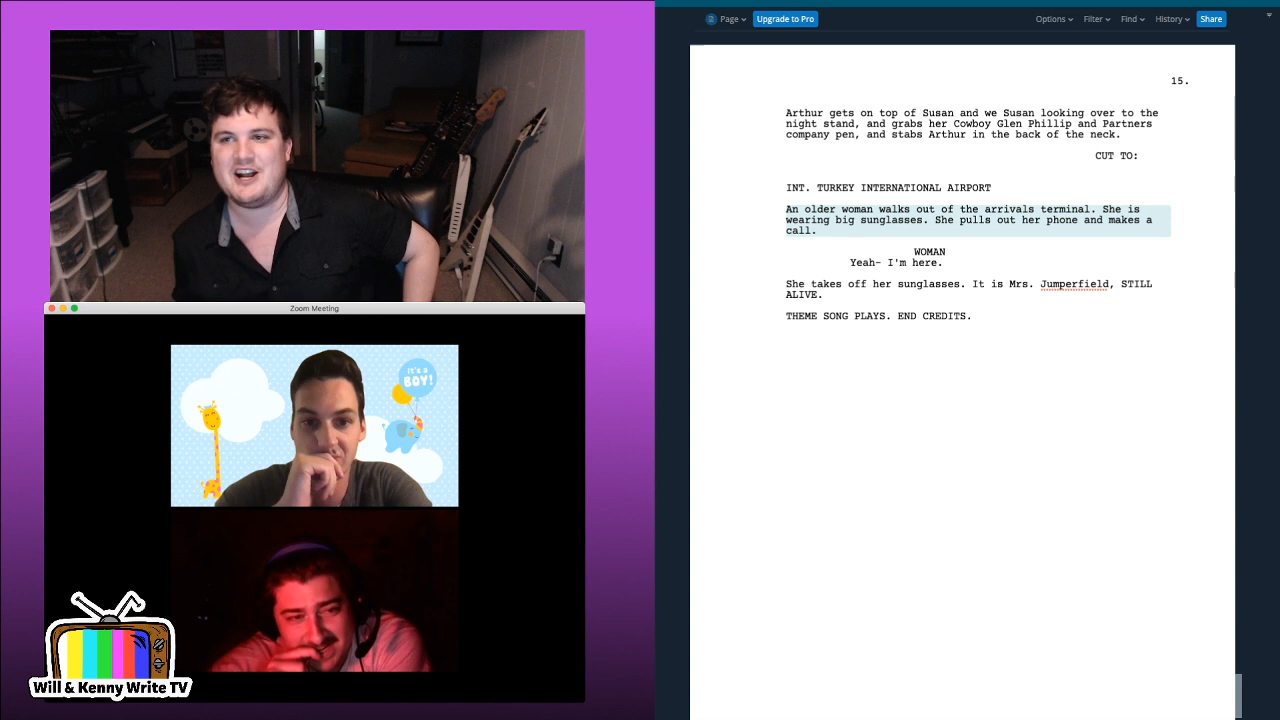 Zoom Meeting
IT'S A
BOY!
Will & Kenny Write TV
Page
Upgrade to Pro
Options
Filter
Find
History
Share
15.
Arthur gets on top of Susan and we Susan looking over to the
night stand, and grabs her Cowboy Glen Phillip and Partners
company pen, and stabs Arthur in the back of the neck.
CUT TO:
INT. TURKEY INTERNATIONAL AIRPORT
An older woman walks out of the arrivals terminal. She is
wearing big sunglasses. She pulls out her phone and makes a
call.
WOMAN
Yeah- I'm here.
She takes off her sunglasses. It is Mrs. Jumperfield, STILL
ALIVE.
THEME SONG PLAYS. END CREDITS.